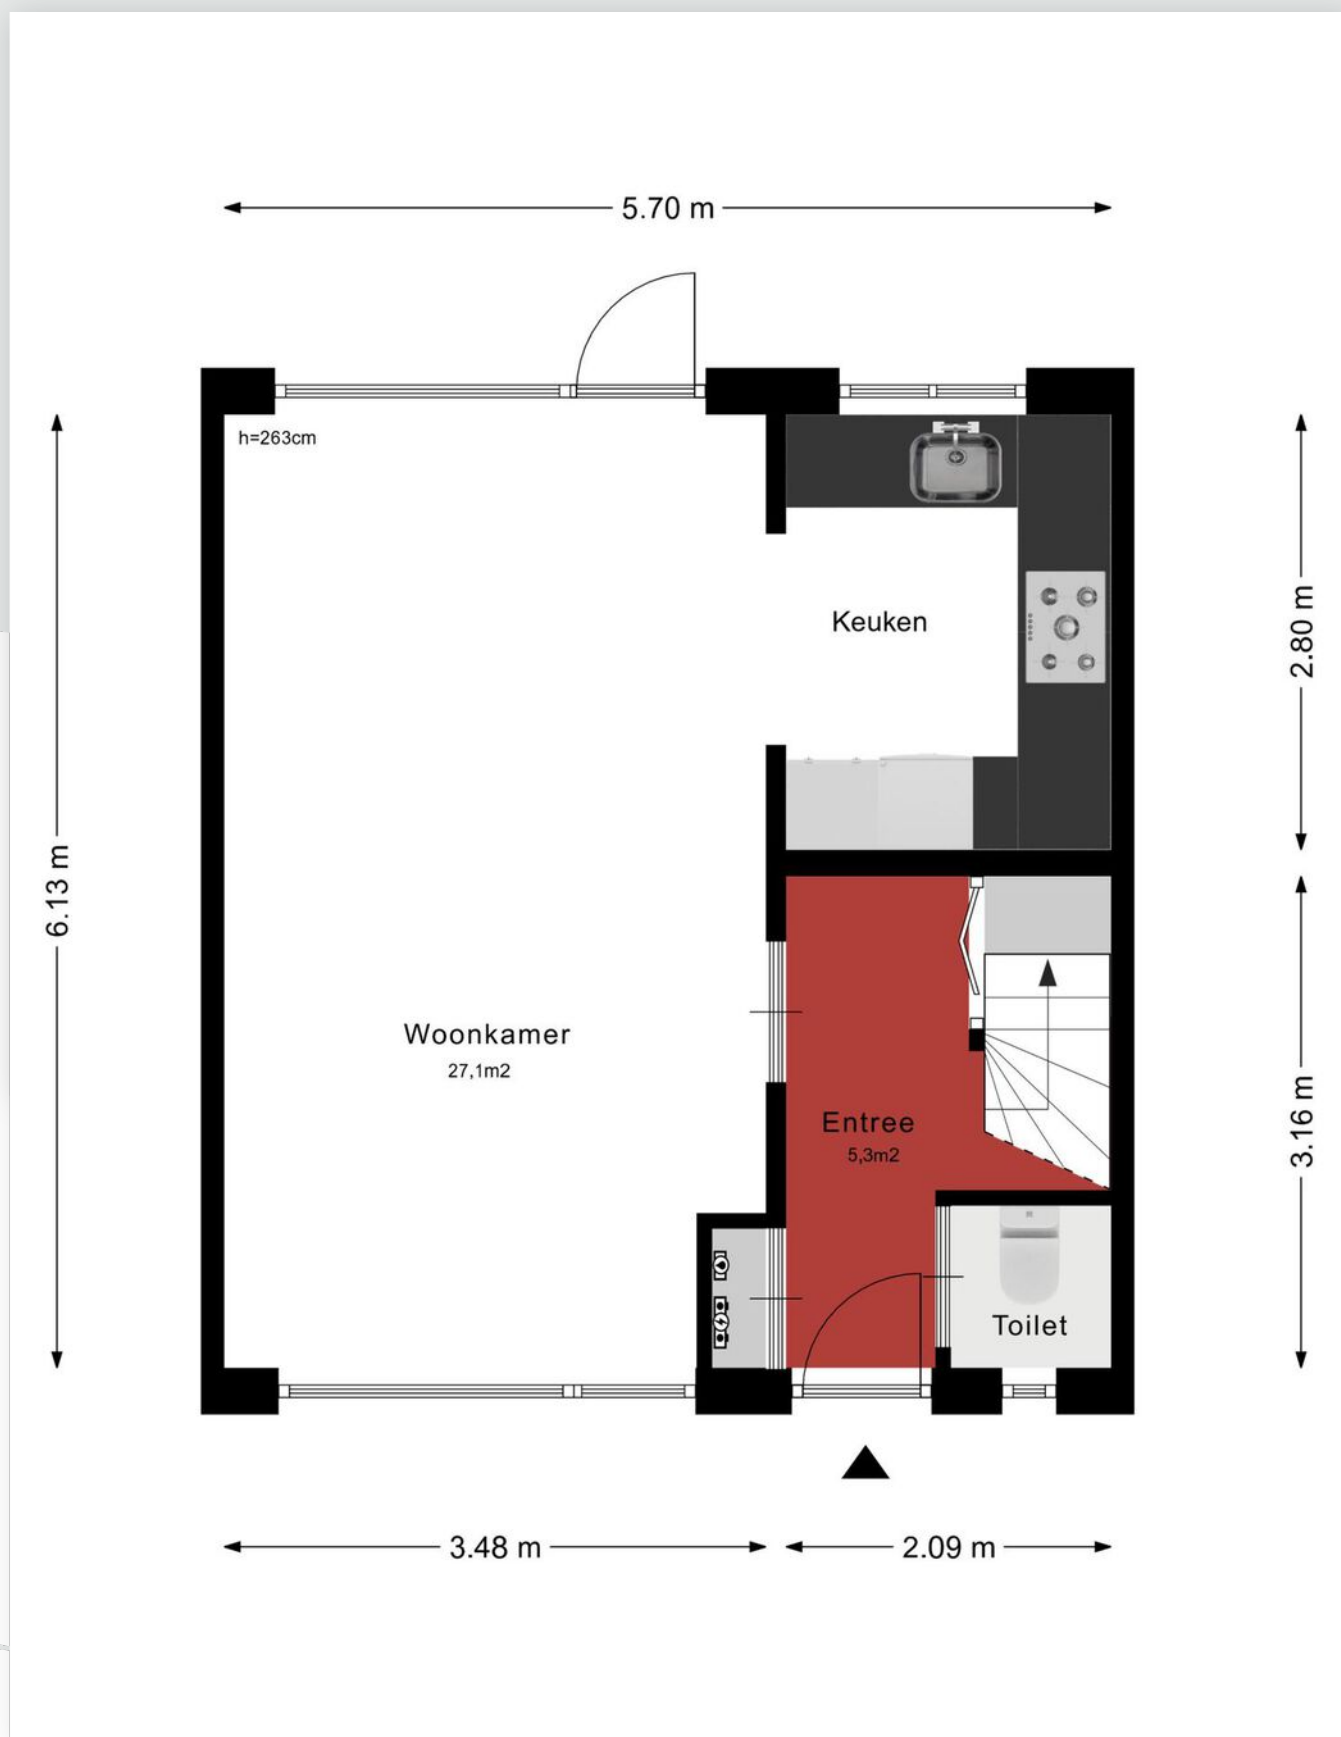 5.70 m
h=263cm
Keuken
2.80 m
6.13 m
Woonkamer
27,1m2
Entree
5,3m2
3.16 m
Toilet
3.48 m
2.09 m